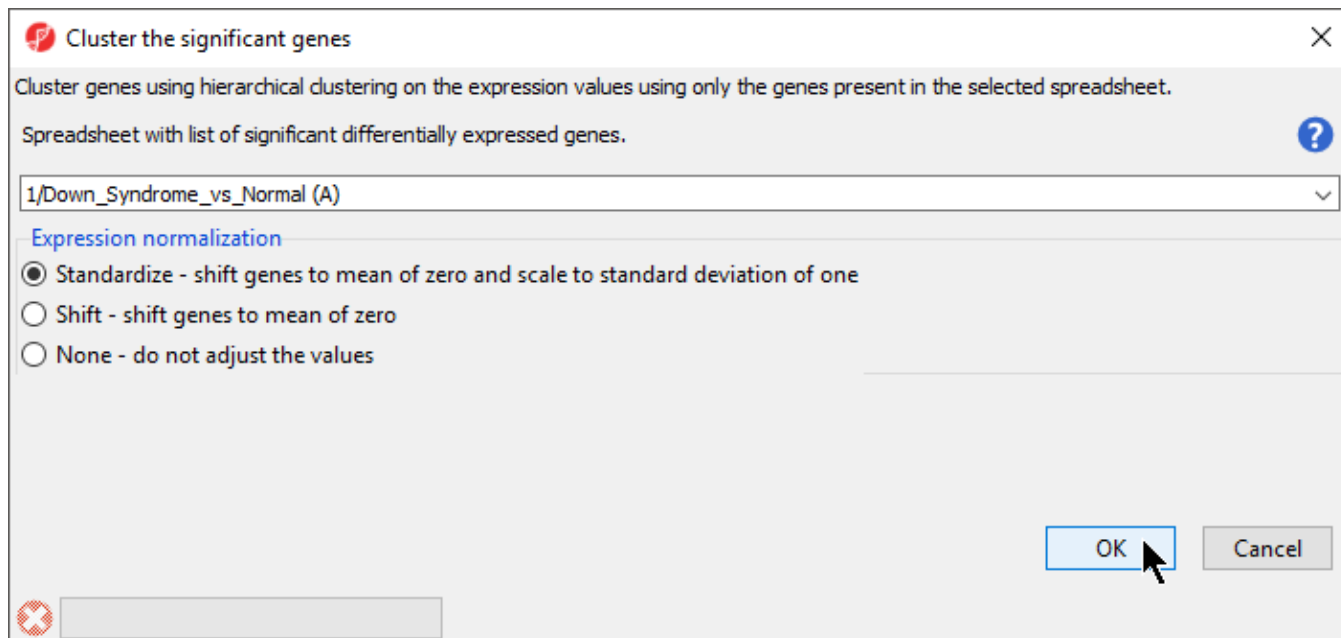 Cluster the significant genes
Cluster genes using hierarchical clustering on the expression values using only the genes present in the selected spreadsheet.
Spreadsheet with list of significant differentially expressed genes.
?
1/Down_Syndrome_vs_Normal (A)
Expression normalization
Standardize - shift genes to mean of zero and scale to standard deviation of one
Shift - shift genes to mean of zero
None - do not adjust the values
OK
Cancel